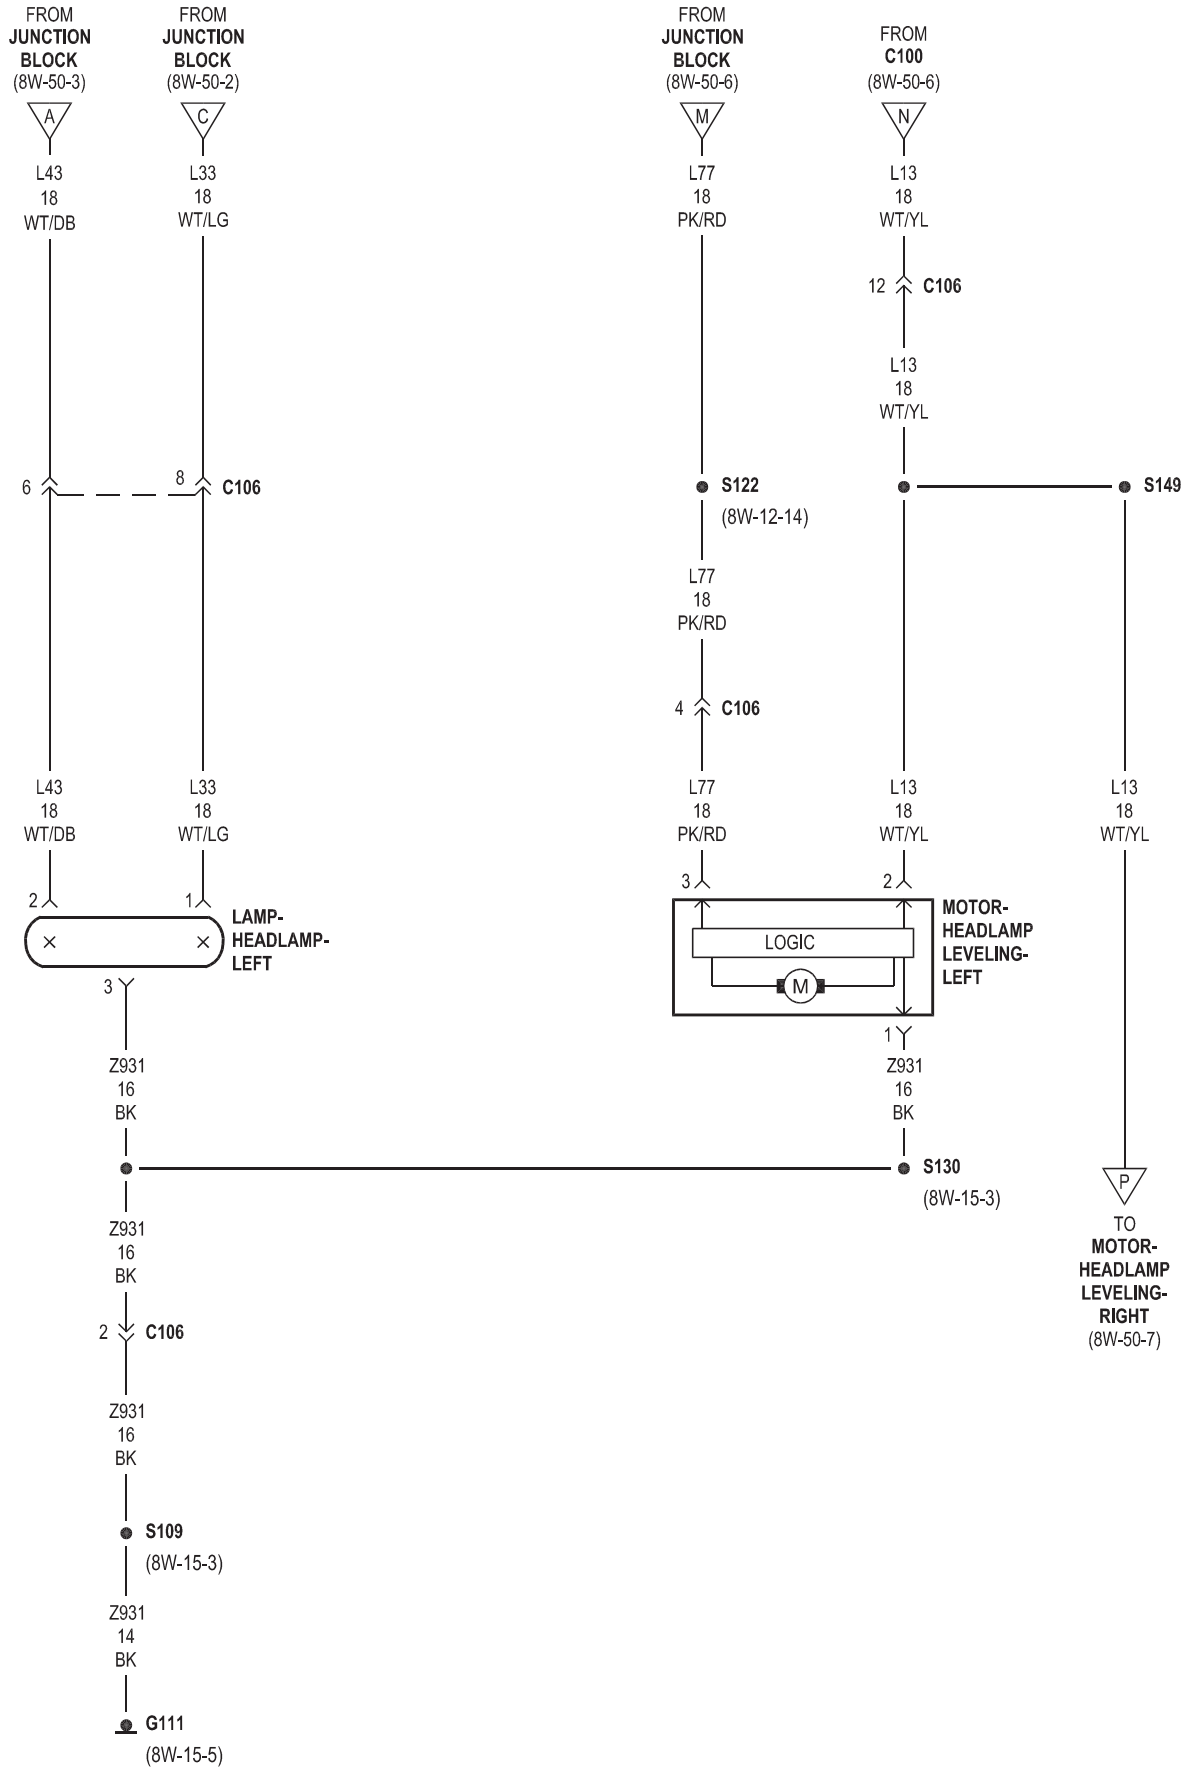 FROM
JUNCTION
BLOCK
(8W-50-3)
A
L43
18
WT/DB
FROM
JUNCTION
BLOCK
(8W-50-2)
C
L33
18
WT/LG
FROM
JUNCTION
BLOCK
(8W-50-6)
M
L77
18
PK/RD
FROM
C100
(8W-50-6)
N
L13
18
WT/YL
12
C106
L13
18
WT/YL
6
8
C106
S122
(8W-12-14)
S149
L77
18
PK/RD
4
C106
L43
18
WT/DB
L33
18
WT/LG
L77
18
PK/RD
L13
18
WT/YL
L13
18
WT/YL
2
1
LAMP-
HEADLAMP-
LEFT
3
3
2
LOGIC
M
MOTOR-
HEADLAMP
LEVELING-
LEFT
1
Z931
16
BK
Z931
16
BK
S130
(8W-15-3)
P
TO
MOTOR-
HEADLAMP
LEVELING-
RIGHT
(8W-50-7)
Z931
16
BK
2
C106
Z931
16
BK
S109
(8W-15-3)
Z931
14
BK
G111
(8W-15-5)